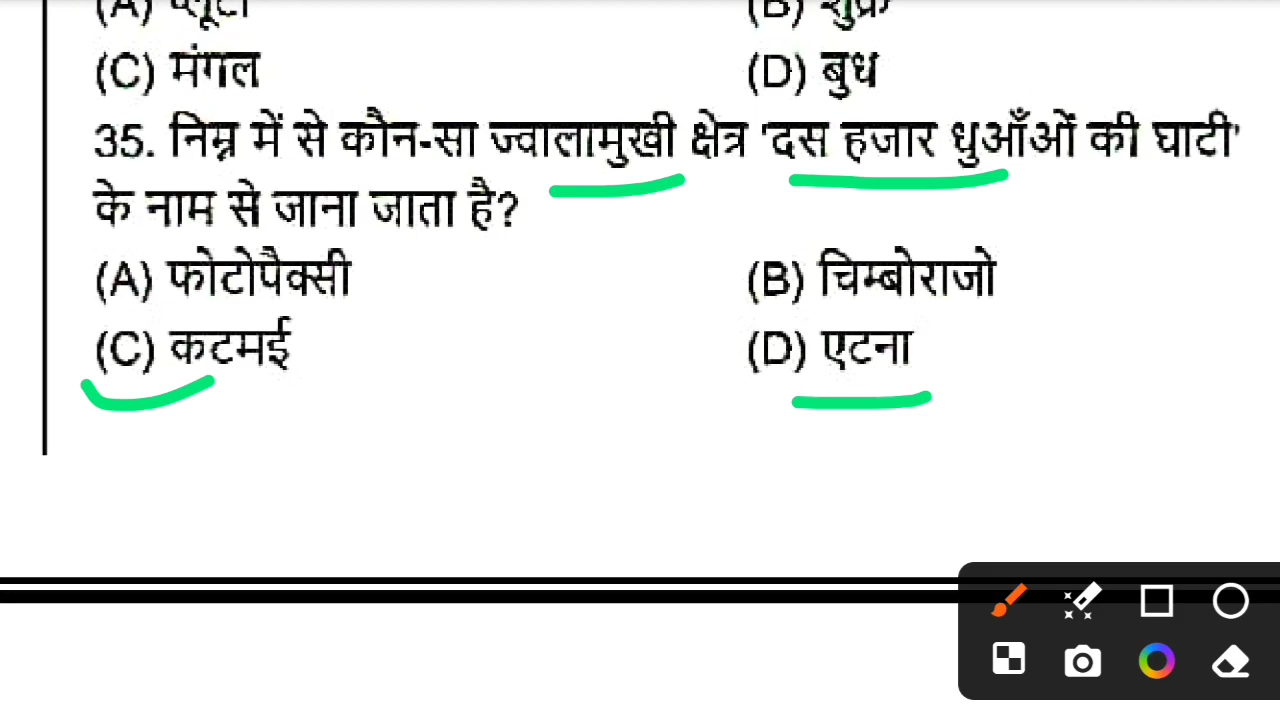 (A) प्लूटो (B) शुक्र
(C) मंगल (D) बुध
35. निम्न में से कौन-सा ज्वालामुखी क्षेत्र 'दस हजार धुआँओं की घाटी'
के नाम से जाना जाता है?
(A) फोटोपैक्सी (B) चिम्बोराजो
(C) कटमई (D) एटना